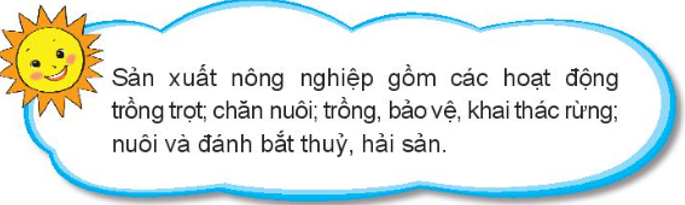 Sản xuất nông nghiệp gồm các hoạt động
trồng trọt; chăn nuôi; trồng, bảo vệ, khai thác rừng;
nuôi và đánh bắt thuỷ, hải sản.